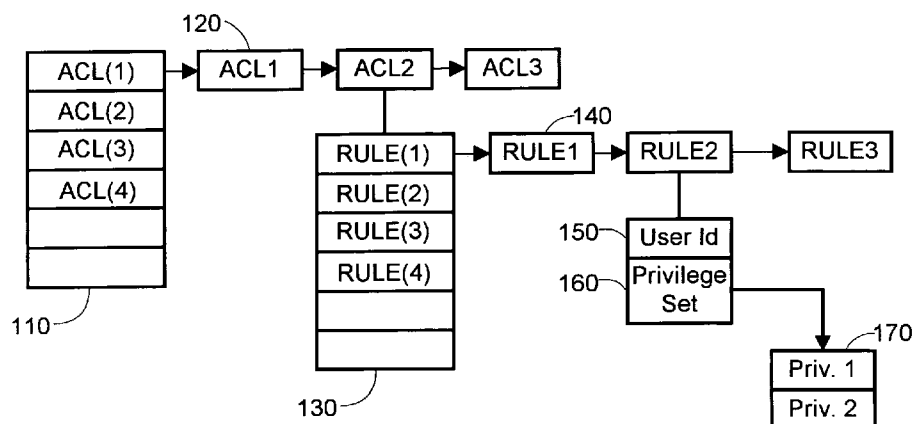 120
ACL(1)
ACL(2)
ACL(3)
ACL(4)
110
ACL1
ACL2
ACL3
RULE(1)
RULE(2)
RULE(3)
RULE(4)
130
140
RULE1
RULE2
RULE3
150
User Id
160
Privilege
Set
170
Priv. 1
Priv. 2